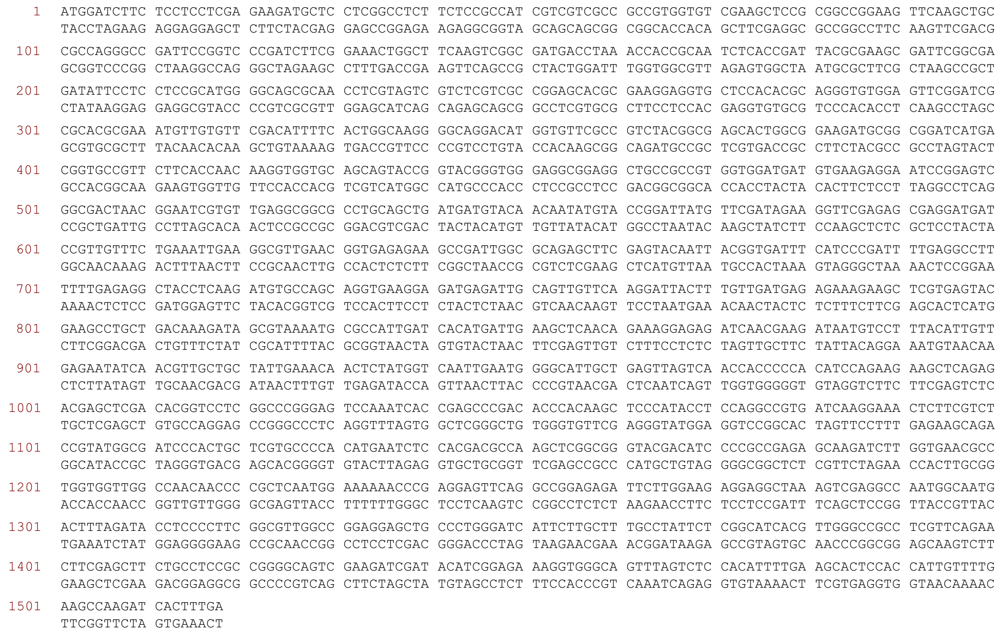 1 ATGGATCTTC TCCTCCTCGA GAAGATGCTC CTCGGCCTCT TCTCCGCCAT CGTCGTCGCC GCCGTGGTGT CGAAGCTCCG CGGCCGGAAG TTCAAGCTGC
TACCTAGAAG AGGAGGAGCT CTTCTACGAG GAGCCGGAGA AGAGGCGGTA GCAGCAGCGG CGGCACCACA GCTTCGAGGC GCCGGCCTTC AAGTTCGACG
101 CGCCAGGGCC GATTCCGGTC CCGATCTTCG GAAACTGGCT TCAAGTCGGC GATGACCTAA ACCACCGCAA TCTCACCGAT TACGCGAAGC GATTCGGCGA
GCGGTCCCGG CTAAGGCCAG GGCTAGAAGC CTTTGACCGA AGTTCAGCCG CTACTGGATT TGGTGGCGTT AGAGTGGCTA ATGCGCTTCG CTAAGCCGCT
201 GATATTCCTC CTCCGCATGG GGCAGCGCAA CCTCGTAGTC GTCTCGTCGC CGGAGCACGC GAAGGAGGTG CTCCACACGC AGGGTGTGGA GTTCGGATCG
CTATAAGGAG GAGGCGTACC CCGTCGCGTT GGAGCATCAG CAGAGCAGCG GCCTCGTGCG CTTCCTCCAC GAGGTGTGCG TCCCACACCT CAAGCCTAGC
301 CGCACGCGAA ATGTTGTGTT CGACATTTTC ACTGGCAAGG GGCAGGACAT GGTGTTCGCC GTCTACGGCG AGCACTGGCG GAAGATGCGG CGGATCATGA
GCGTGCGCTT TACAACACAA GCTGTAAAAG TGACCGTTCC CCGTCCTGTA CCACAAGCGG CAGATGCCGC TCGTGACCGC CTTCTACGCC GCCTAGTACT
401 CGGTGCCGTT CTTCACCAAC AAGGTGGTGC AGCAGTACCG GTACGGGTGG GAGGCGGAGG CTGCCGCCGT GGTGGATGAT GTGAAGAGGA ATCCGGAGTC
GCCACGGCAA GAAGTGGTTG TTCCACCACG TCGTCATGGC CATGCCCACC CTCCGCCTCC GACGGCGGCA CCACCTACTA CACTTCTCCT TAGGCCTCAG
501 GGCGACTAAC GGAATCGTGT TGAGGCGGCG CCTGCAGCTG ATGATGTACA ACAATATGTA CCGGATTATG TTCGATAGAA GGTTCGAGAG CGAGGATGAT
CCGCTGATTG CCTTAGCACA ACTCCGCCGC GGACGTCGAC TACTACATGT TGTTATACAT GGCCTAATAC AAGCTATCTT CCAAGCTCTC GCTCCTACTA
601 CCGTTGTTTC TGAAATTGAA GGCGTTGAAC GGTGAGAGAA GCCGATTGGC GCAGAGCTTC GAGTACAATT ACGGTGATTT CATCCCGATT TTGAGGCCTT
GGCAACAAAG ACTTTAACTT CCGCAACTTG CCACTCTCTT CGGCTAACCG CGTCTCGAAG CTCATGTTAA TGCCACTAAA GTAGGGCTAA AACTCCGGAA
701 TTTTGAGAGG CTACCTCAAG ATGTGCCAGC AGGTGAAGGA GATGAGATTG CAGTTGTTCA AGGATTACTT TGTTGATGAG AGAAAGAAGC TCGTGAGTAC
AAAACTCTCC GATGGAGTTC TACACGGTCG TCCACTTCCT CTACTCTAAC GTCAACAAGT TCCTAATGAA ACAACTACTC TCTTTCTTCG AGCACTCATG
801 GAAGCCTGCT GACAAAGATA GCGTAAAATG CGCCATTGAT CACATGATTG AAGCTCAACA GAAAGGAGAG ATCAACGAAG ATAATGTCCT TTACATTGTT
CTTCGGACGA CTGTTTCTAT CGCATTTTAC GCGGTAACTA GTGTACTAAC TTCGAGTTGT CTTTCCTCTC TAGTTGCTTC TATTACAGGA AATGTAACAA
901 GAGAATATCA ACGTTGCTGC TATTGAAACA ACTCTATGGT CAATTGAATG GGGCATTGCT GAGTTAGTCA ACCACCCCCA CATCCAGAAG AAGCTCAGAG
CTCTTATAGT TGCAACGACG ATAACTTTGT TGAGATACCA GTTAACTTAC CCCGTAACGA CTCAATCAGT TGGTGGGGGT GTAGGTCTTC TTCGAGTCTC
1001 ACGAGCTCGA CACGGTCCTC GGCCCGGGAG TCCAAATCAC CGAGCCCGAC ACCCACAAGC TCCCATACCT CCAGGCCGTG ATCAAGGAAA CTCTTCGTCT
TGCTCGAGCT GTGCCAGGAG CCGGGCCCTC AGGTTTAGTG GCTCGGGCTG TGGGTGTTCG AGGGTATGGA GGTCCGGCAC TAGTTCCTTT GAGAAGCAGA
1101 CCGTATGGCG ATCCCACTGC TCGTGCCCCA CATGAATCTC CACGACGCCA AGCTCGGCGG GTACGACATC CCCGCCGAGA GCAAGATCTT GGTGAACGCC
GGCATACCGC TAGGGTGACG AGCACGGGGT GTACTTAGAG GTGCTGCGGT TCGAGCCGCC CATGCTGTAG GGGCGGCTCT CGTTCTAGAA CCACTTGCGG
1201 TGGTGGTTGG CCAACAACCC CGCTCAATGG AAAAAACCCG AGGAGTTCAG GCCGGAGAGA TTCTTGGAAG AGGAGGCTAA AGTCGAGGCC AATGGCAATG
ACCACCAACC GGTTGTTGGG GCGAGTTACC TTTTTTGGGC TCCTCAAGTC CGGCCTCTCT AAGAACCTTC TCCTCCGATT TCAGCTCCGG TTACCGTTAC
1301 ACTTTAGATA CCTCCCCTTC GGCGTTGGCC GGAGGAGCTG CCCTGGGATC ATTCTTGCTT TGCCTATTCT CGGCATCACG TTGGGCCGCC TCGTTCAGAA
TGAAATCTAT GGAGGGGAAG CCGCAACCGG CCTCCTCGAC GGGACCCTAG TAAGAACGAA ACGGATAAGA GCCGTAGTGC AACCCGGCGG AGCAAGTCTT
1401 CTTCGAGCTT CTGCCTCCGC CGGGGCAGTC GAAGATCGAT ACATCGGAGA AAGGTGGGCA GTTTAGTCTC CACATTTTGA AGCACTCCAC CATTGTTTTG
GAAGCTCGAA GACGGAGGCG GCCCCGTCAG CTTCTAGCTA TGTAGCCTCT TTCCACCCGT CAAATCAGAG GTGTAAAACT TCGTGAGGTG GTAACAAAAC
1501 AAGCCAAGAT CACTTTGA
TTCGGTTCTA GTGAAACT